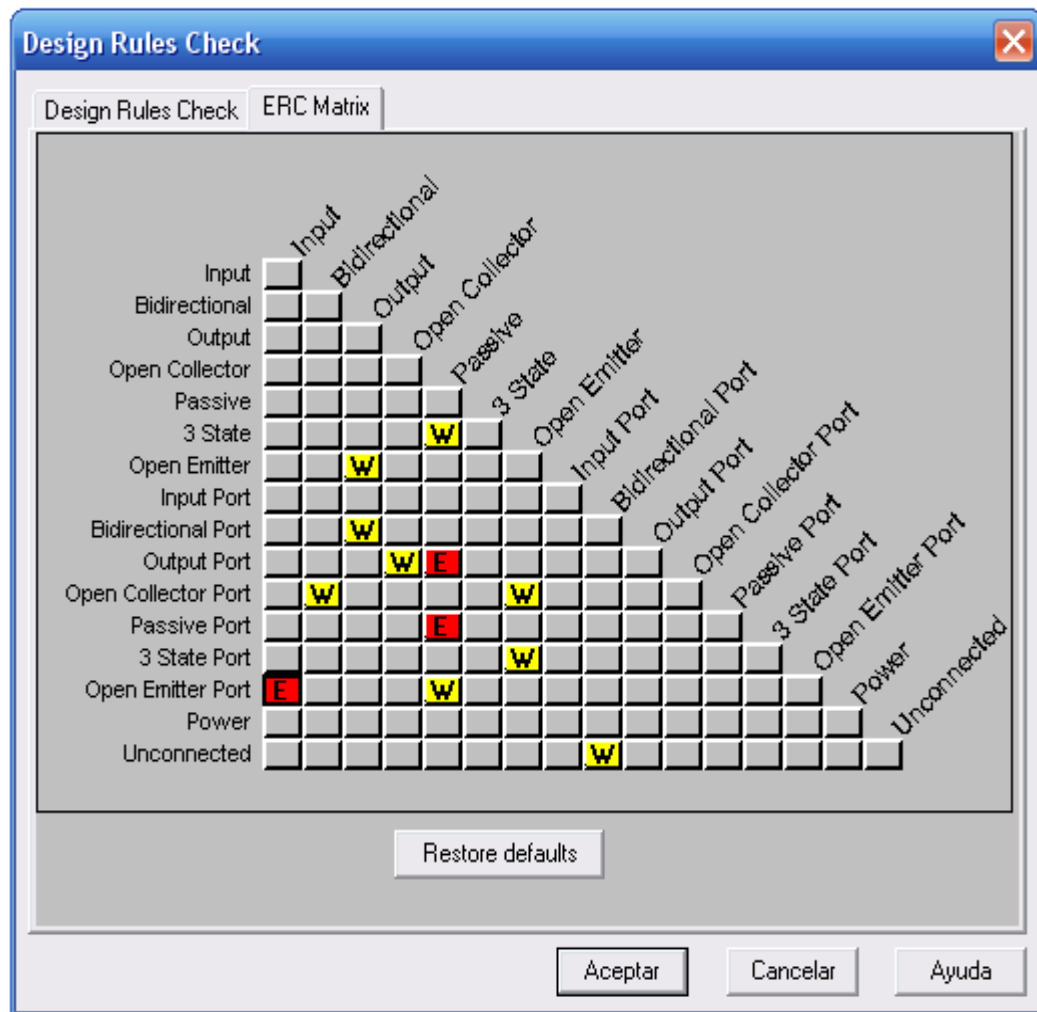 Design Rules Check
Design Rules Check
ERC Matrix
Input
Bidirectional
Output
Open Collector
Passive
3 State
Open Emitter
Input Port
Bidirectional Port
Output Port
Open Collector Port
Passive Port
3 State Port
Open Emitter Port
Power
Unconnected
Input
Bidirectional
Output
Open Collector
Passive
3 State W
Open Emitter W
Input Port
Bidirectional Port W
Output Port W E
Open Collector Port W W
Passive Port E
3 State Port W
Open Emitter Port E W
Power
Unconnected W
Restore defaults
Aceptar
Cancelar
Ayuda